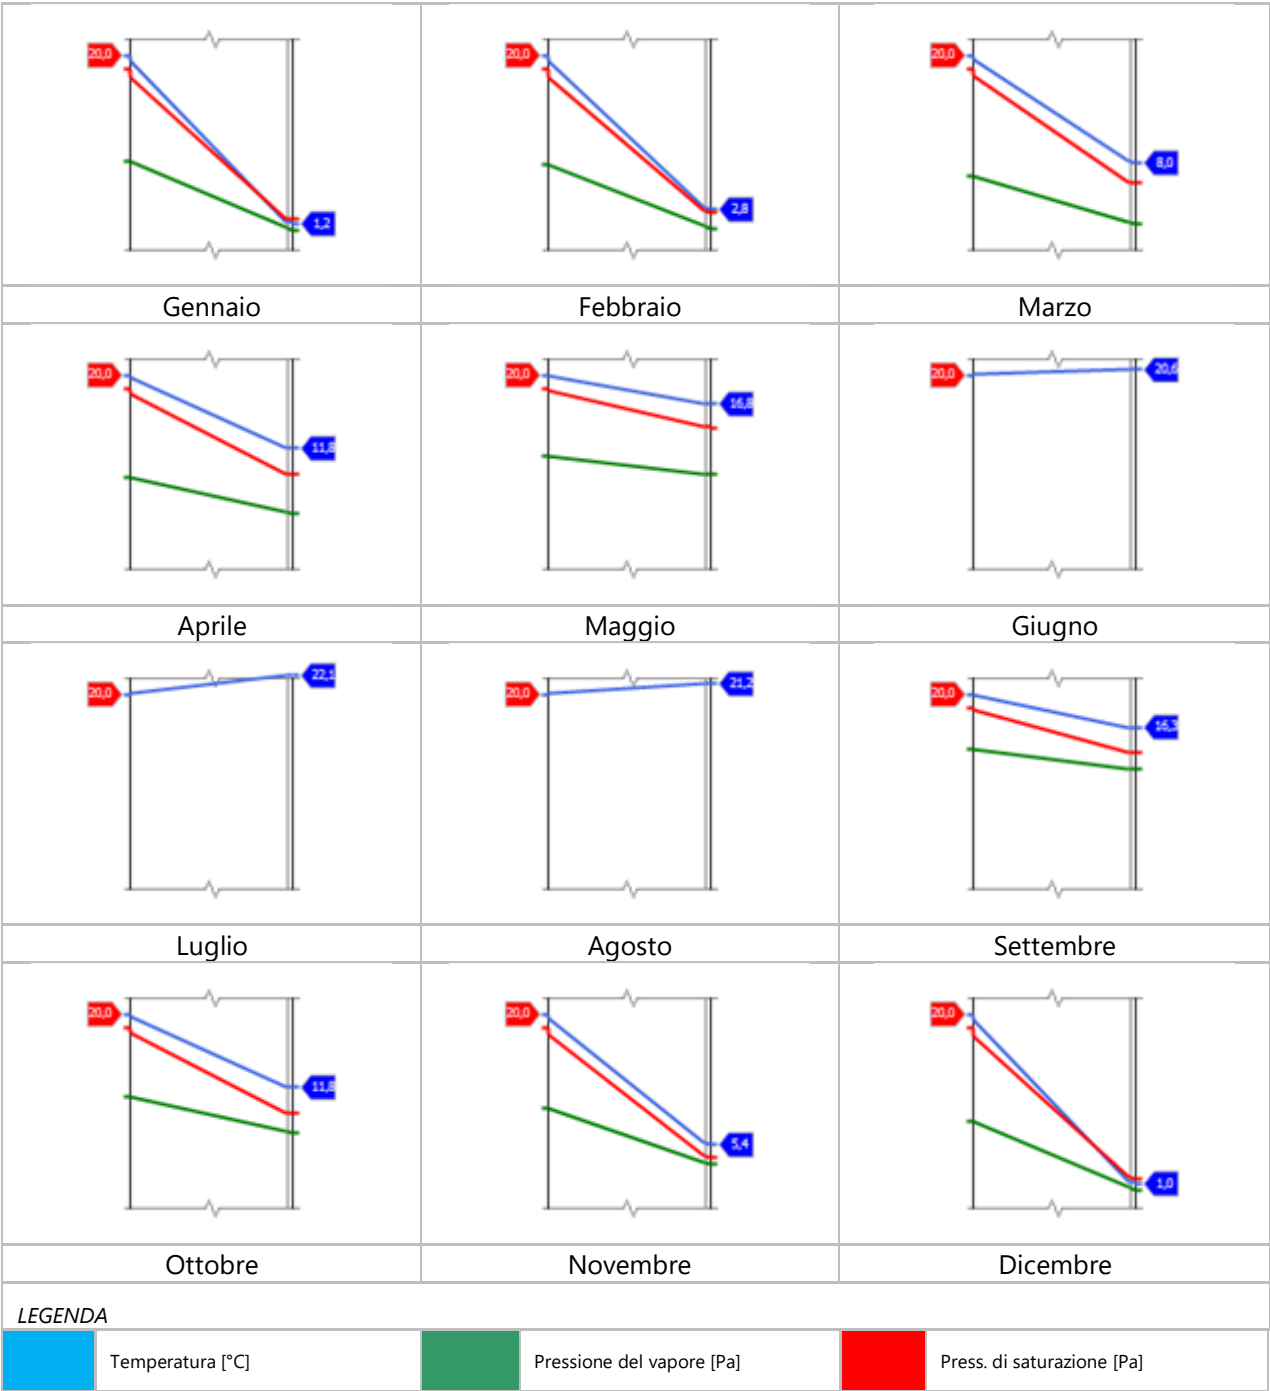 20,0 1,2
20,0 2,8
20,0 8,0
Gennaio Febbraio Marzo
20,0 11,8
20,0 16,8
20,0 20,6
Aprile Maggio Giugno
20,0 22,1
20,0 21,2
20,0 16,3
Luglio Agosto Settembre
20,0 11,8
20,0 5,4
20,0 1,0
Ottobre Novembre Dicembre
LEGENDA
Temperatura [°C] Pressione del vapore [Pa] Press. di saturazione [Pa]